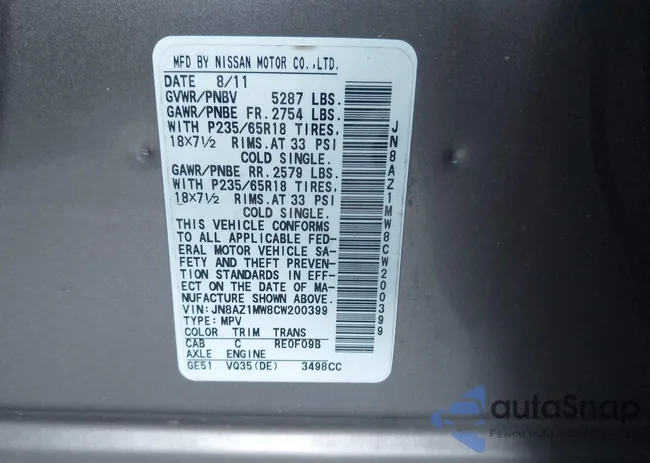 MFD BY NISSAN MOTOR CO.,LTD.
DATE 8/11
GVWR/PNBV 5287 LBS.
GAWR/PNBE FR. 2754 LBS.
WITH P235/65R18 TIRES,
18X7½ RIMS.AT 33 PSI
COLD SINGLE.
GAWR/PNBE RR. 2579 LBS.
WITH P235/65R18 TIRES,
18X7½ RIMS.AT 33 PSI
COLD SINGLE.
THIS VEHICLE CONFORMS
TO ALL APPLICABLE FED-
ERAL MOTOR VEHICLE SA-
FETY AND THEFT PREVEN-
TION STANDARDS IN EFF-
ECT ON THE DATE OF MA-
NUFACTURE SHOWN ABOVE.
VIN:JN8AZ1MW8CW200399
TYPE:MPV
COLOR TRIM TRANS
CAB C RE0F09B
AXLE ENGINE
GE51 VQ35(DE) 3498CC
JN8AZ1MW8CW200399
autoSnap